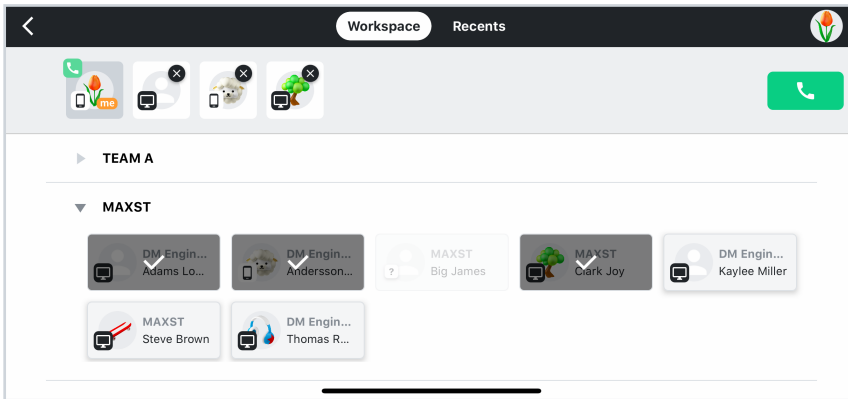 Workspace Recents
me
TEAM A
MAXST
DM Engin... DM Engin... MAXST MAXST DM Engin...
Adams Lo... Andersson... ? Big James Clark Joy Kaylee Miller
MAXST DM Engin...
Steve Brown Thomas R...